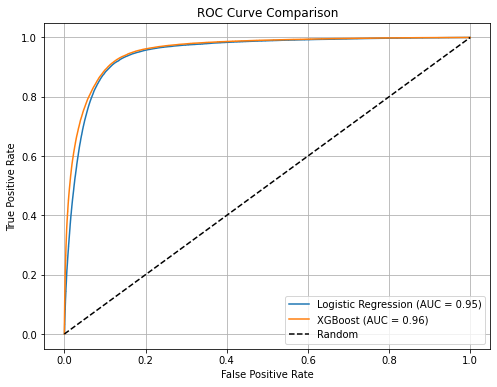 ROC Curve Comparison
True Positive Rate
1.0
0.8
0.6
0.4
0.2
0.0
Logistic Regression (AUC = 0.95)
XGBoost (AUC = 0.96)
Random
0.0 0.2 0.4 0.6 0.8 1.0
False Positive Rate